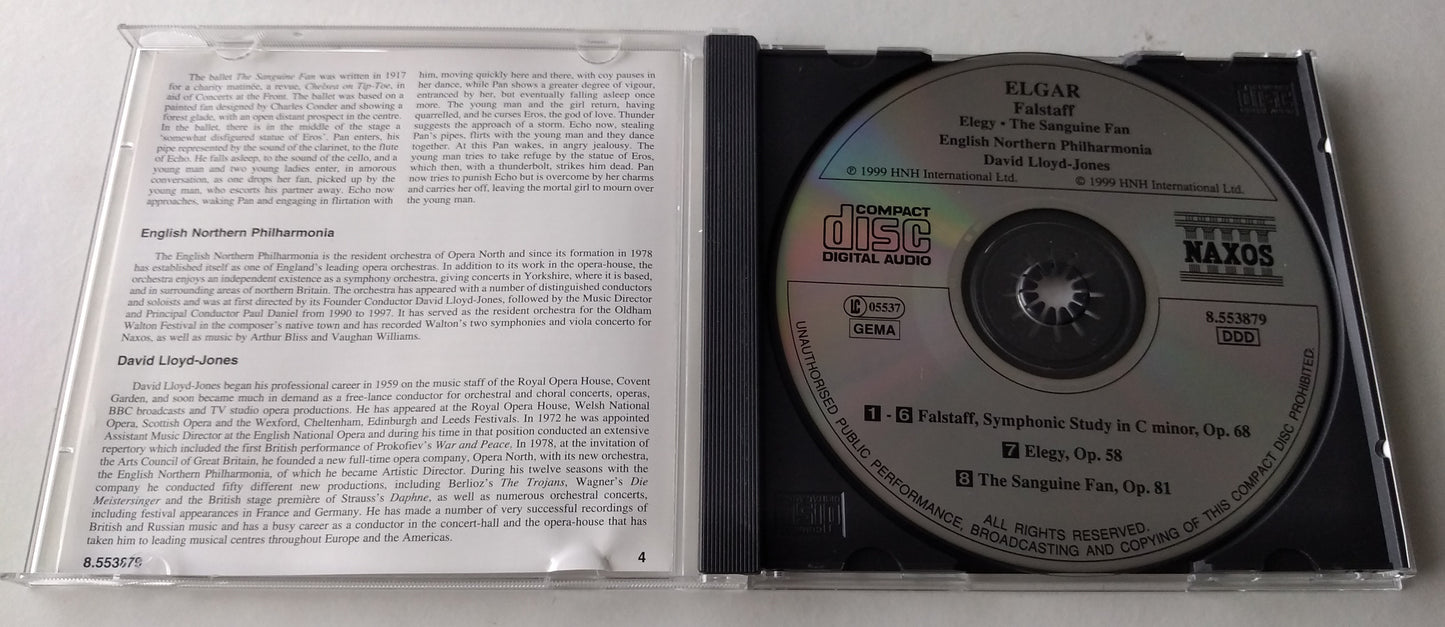 The ballet The Sanguine Fan was written in 1917
for a charity matinée, a revue, Chelsea on Tip-Toe, in
aid of Concerts at the Front. The ballet was based on a
painted fan designed by Charles Conder and showing a
forest glade, with an open distant prospect in the centre.
In the ballet, there is in the middle of the stage a
'somewhat disfigured statue of Eros'. Pan enters, his
pipe represented by the sound of the clarinet, to the flute
of Echo. He falls asleep, to the sound of the cello, and a
young man and two young ladies enter, in amorous
conversation, as one drops her fan, picked up by the
young man, who escorts his partner away. Echo now
approaches, waking Pan and engaging in flirtation with
him, moving quickly here and there, with coy pauses in
her dance, while Pan shows a greater degree of vigour,
entranced by her, but eventually falling asleep once
more. The young man and the girl return, having
quarrelled, and he curses Eros, the god of love. Thunder
suggests the approach of a storm. Echo now, stealing
Pan's pipes, flirts with the young man and they dance
together. At this Pan wakes, in angry jealousy. The
young man tries to take refuge by the statue of Eros,
which then, with a thunderbolt, strikes him dead. Pan
now tries to punish Echo but is overcome by her charms
and carries her off, leaving the mortal girl to mourn over
the young man.
English Northern Philharmonia
The English Northern Philharmonia is the resident orchestra of Opera North and since its formation in 1978
has established itself as one of England's leading opera orchestras. In addition to its work in the opera-house, the
orchestra enjoys an independent existence as a symphony orchestra, giving concerts in Yorkshire, where it is based,
and in surrounding areas of northern Britain. The orchestra has appeared with a number of distinguished conductors
and soloists and was at first directed by its Founder Conductor David Lloyd-Jones, followed by the Music Director
and Principal Conductor Paul Daniel from 1990 to 1997. It has served as the resident orchestra for the Oldham
Walton Festival in the composer's native town and has recorded Walton's two symphonies and viola concerto for
Naxos, as well as music by Arthur Bliss and Vaughan Williams.
David Lloyd-Jones
David Lloyd-Jones began his professional career in 1959 on the music staff of the Royal Opera House, Covent
Garden, and soon became much in demand as a free-lance conductor for orchestral and choral concerts, operas,
BBC broadcasts and TV studio opera productions. He has appeared at the Royal Opera House, Welsh National
Opera, Scottish Opera and the Wexford, Cheltenham, Edinburgh and Leeds Festivals. In 1972 he was appointed
Assistant Music Director at the English National Opera and during his time in that position conducted an extensive
repertory which included the first British performance of Prokofiev's War and Peace. In 1978, at the invitation of
the Arts Council of Great Britain, he founded a new full-time opera company, Opera North, with its new orchestra,
the English Northern Philharmonia, of which he became Artistic Director. During his twelve seasons with the
company he conducted fifty different new productions, including Berlioz's The Trojans, Wagner's Die
Meistersinger and the British stage première of Strauss's Daphne, as well as numerous orchestral concerts,
including festival appearances in France and Germany. He has made a number of very successful recordings of
British and Russian music and has a busy career as a conductor in the concert-hall and the opera-house that has
taken him to leading musical centres throughout Europe and the Americas.
8.553879
4
ELGAR
Falstaff
Elegy • The Sanguine Fan
English Northern Philharmonia
David Lloyd-Jones
℗ 1999 HNH International Ltd.
© 1999 HNH International Ltd.
COMPACT
disc
DIGITAL AUDIO
NAXOS
LC 05537
GEMA
8.553879
DDD
1 - 6 Falstaff, Symphonic Study in C minor, Op. 68
7 Elegy, Op. 58
8 The Sanguine Fan, Op. 81
ALL RIGHTS RESERVED.
UNAUTHORISED PUBLIC PERFORMANCE, BROADCASTING AND COPYING OF THIS COMPACT DISC PROHIBITED.